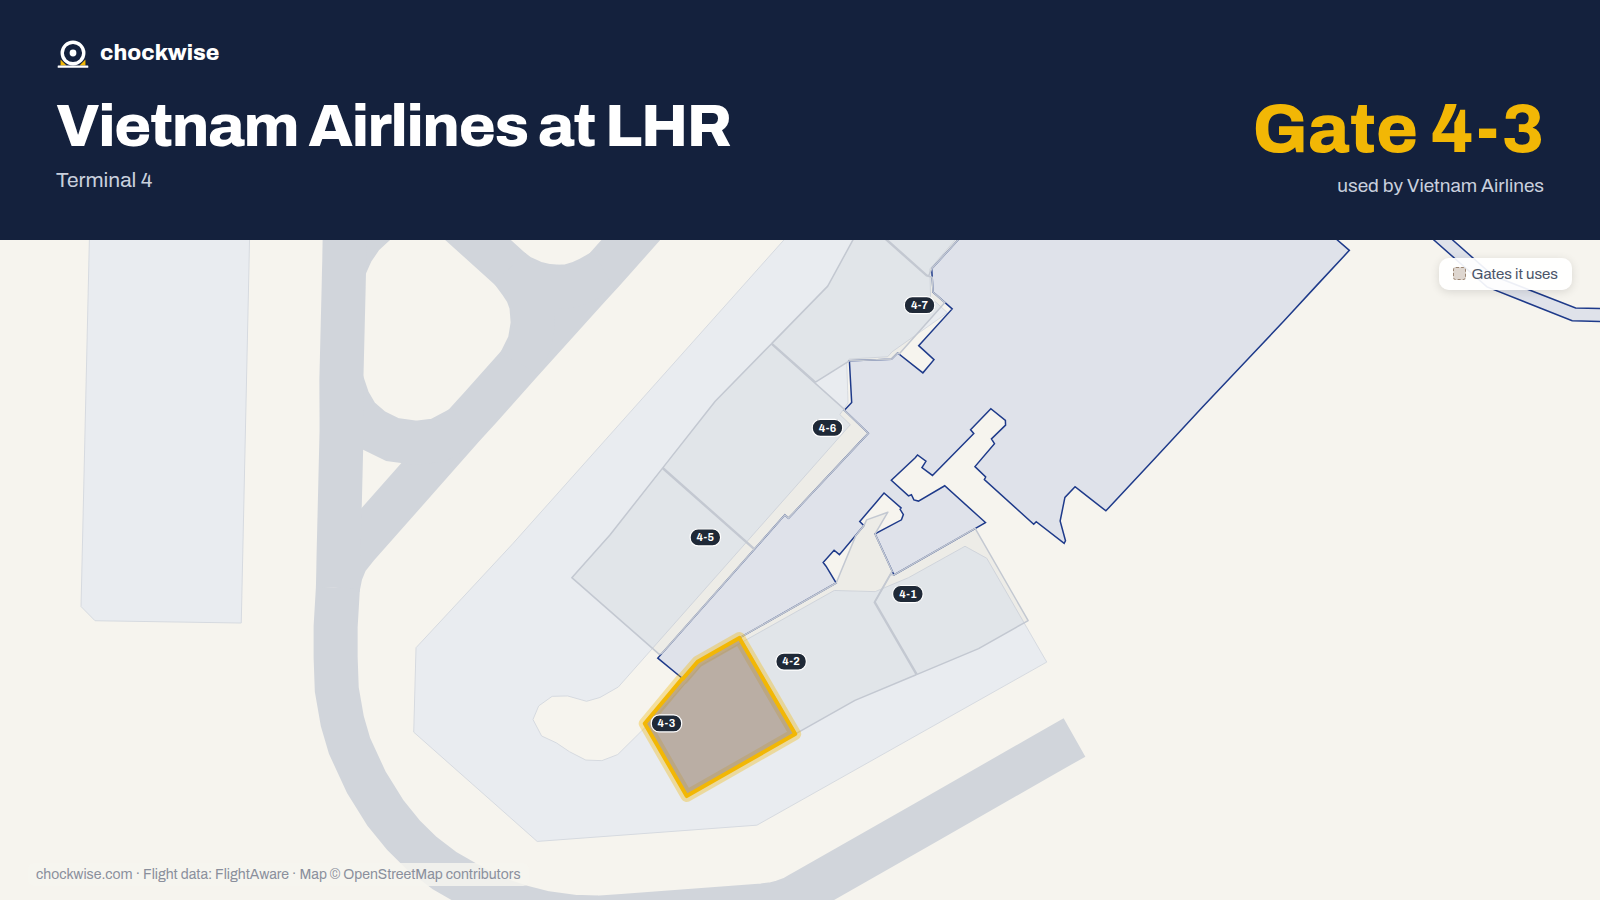 chockwise
Vietnam Airlines at LHR
Terminal 4
Gate 4-3
used by Vietnam Airlines
Gates it uses
4-7
4-6
4-5
4-1
4-2
4-3
chockwise.com · Flight data: FlightAware · Map © OpenStreetMap contributors